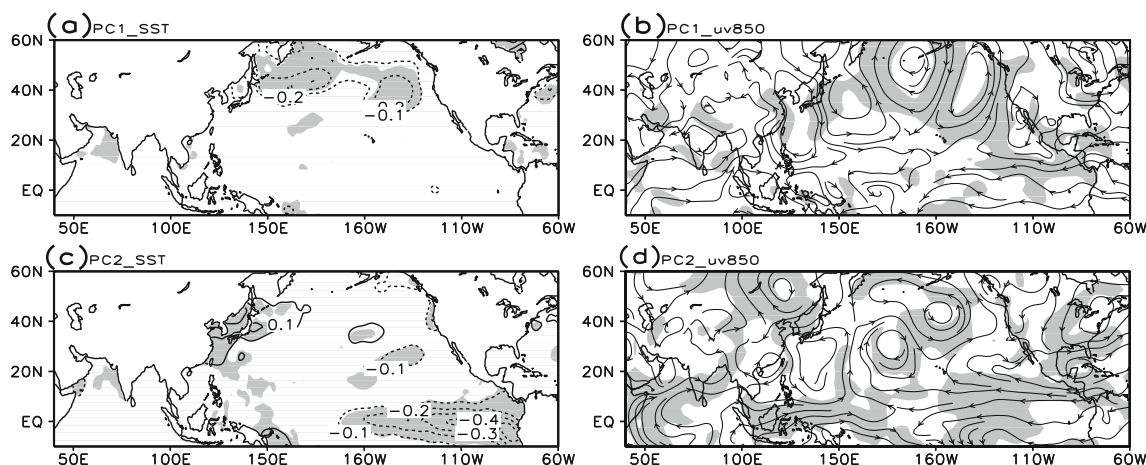 (a) PC1_SST
(b) PC1_uv850
60N
40N
20N
EQ
−0.2
−0.1
50E 100E 150E 160W 110W 60W
60N
40N
20N
EQ
50E 100E 150E 160W 110W 60W
(c) PC2_SST
(d) PC2_uv850
60N
40N
20N
EQ
0.1
−0.1
−0.2
−0.4
−0.1
−0.3
50E 100E 150E 160W 110W 60W
60N
40N
20N
EQ
50E 100E 150E 160W 110W 60W